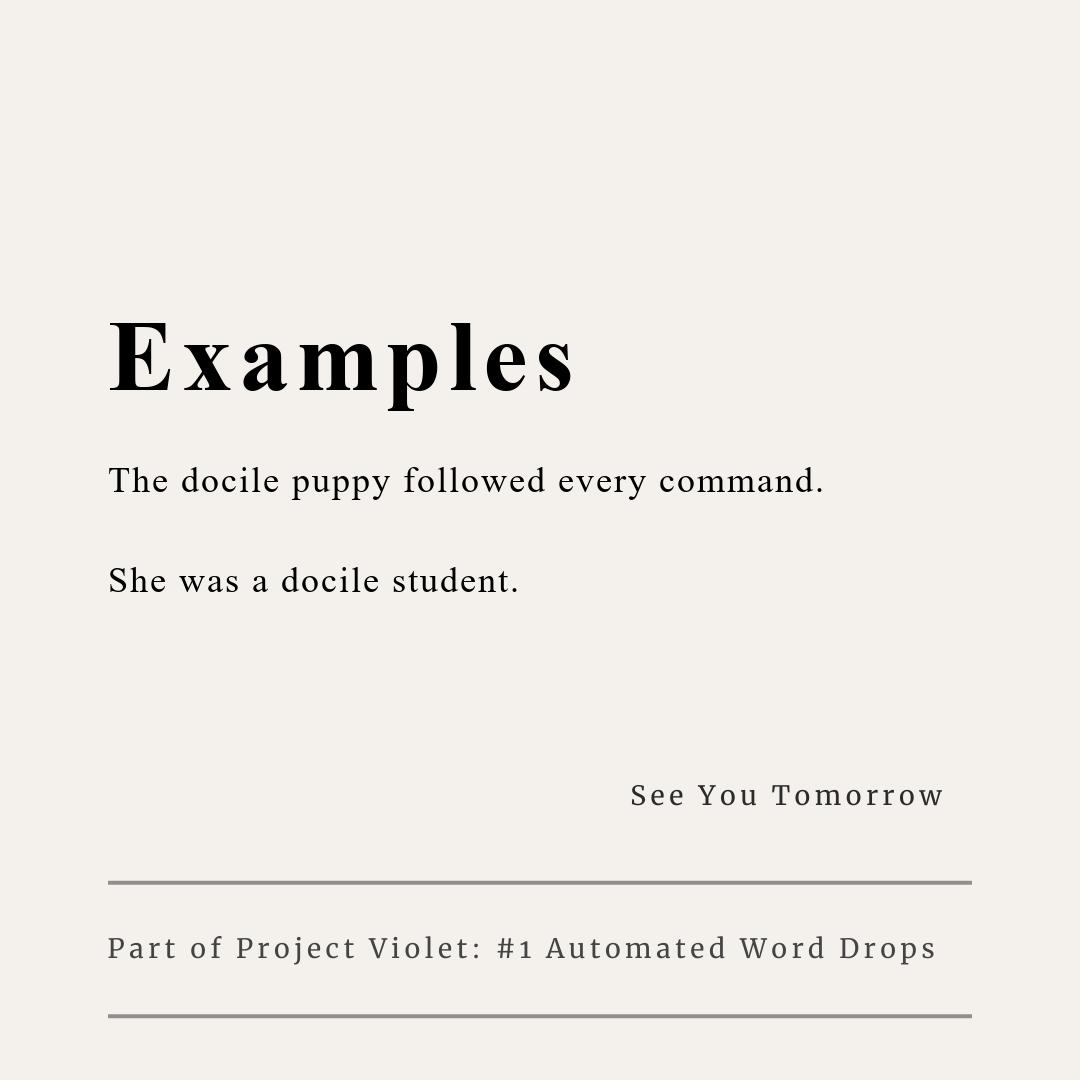 Examples
The docile puppy followed every command.
She was a docile student.
See You Tomorrow
Part of Project Violet: #1 Automated Word Drops